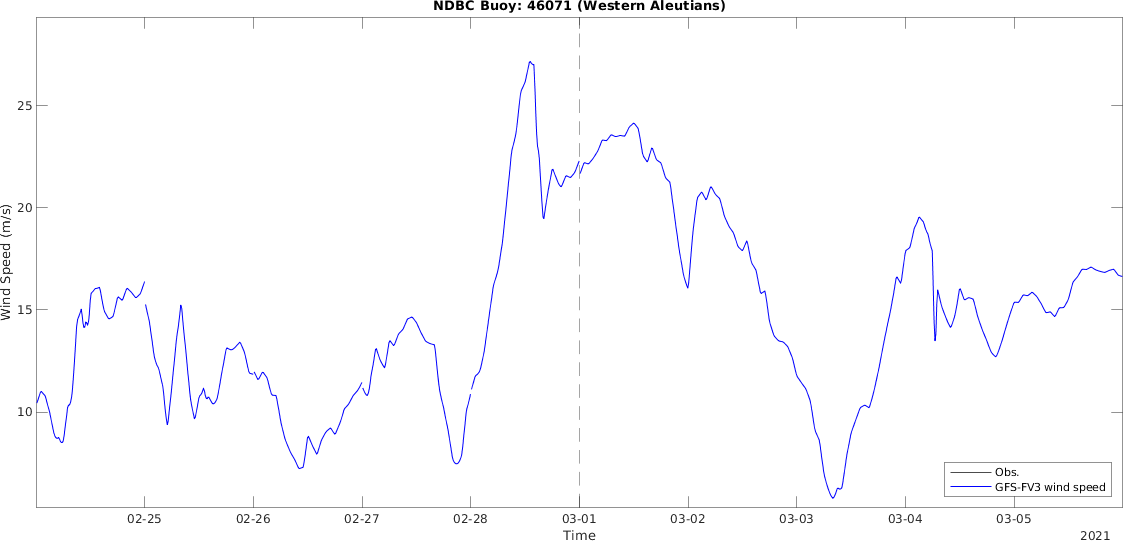 NDBC Buoy: 46071 (Western Aleutians)
Wind Speed (m/s)
25
20
15
10
Obs.
GFS-FV3 wind speed
02-25 02-26 02-27 02-28 03-01 03-02 03-03 03-04 03-05
Time
2021